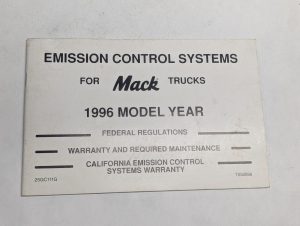 EMISSION CONTROL SYSTEMS
FOR Mack TRUCKS
1996 MODEL YEAR
FEDERAL REGULATIONS
WARRANTY AND REQUIRED MAINTENANCE
CALIFORNIA EMISSION CONTROL
SYSTEMS WARRANTY